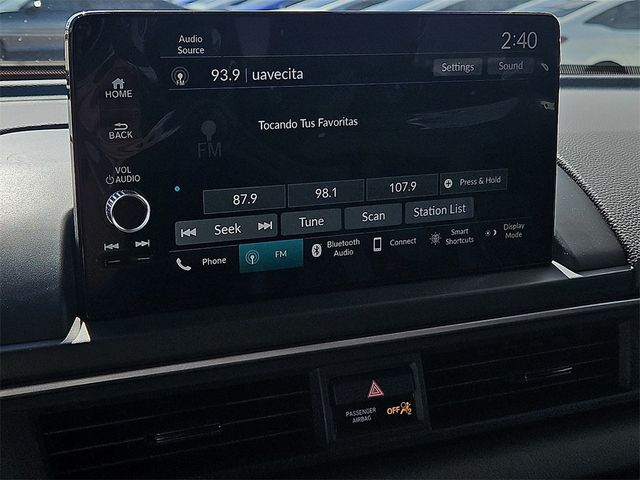 Audio
Source
2:40
FM
93.9 | uavecita
Settings
Sound
HOME
BACK
VOL
AUDIO
FM
Tocando Tus Favoritas
87.9
98.1
107.9
Press & Hold
Seek
Tune
Scan
Station List
Phone
FM
Bluetooth
Audio
Connect
Smart
Shortcuts
Display
Mode
PASSENGER
AIRBAG
OFF